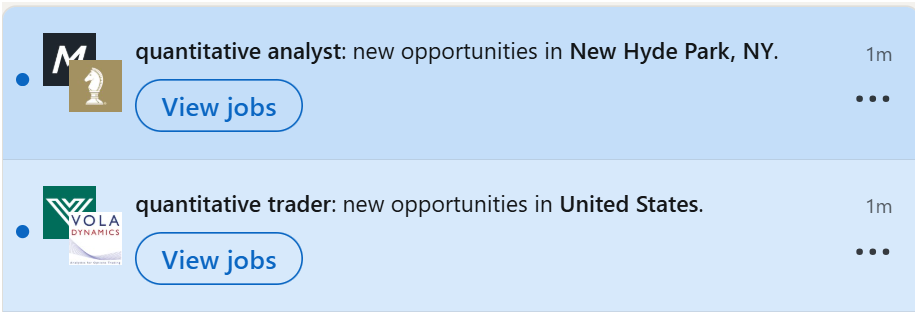 quantitative analyst: new opportunities in New Hyde Park, NY.
1m
View jobs
quantitative trader: new opportunities in United States.
1m
VOLA
DYNAMICS
View jobs